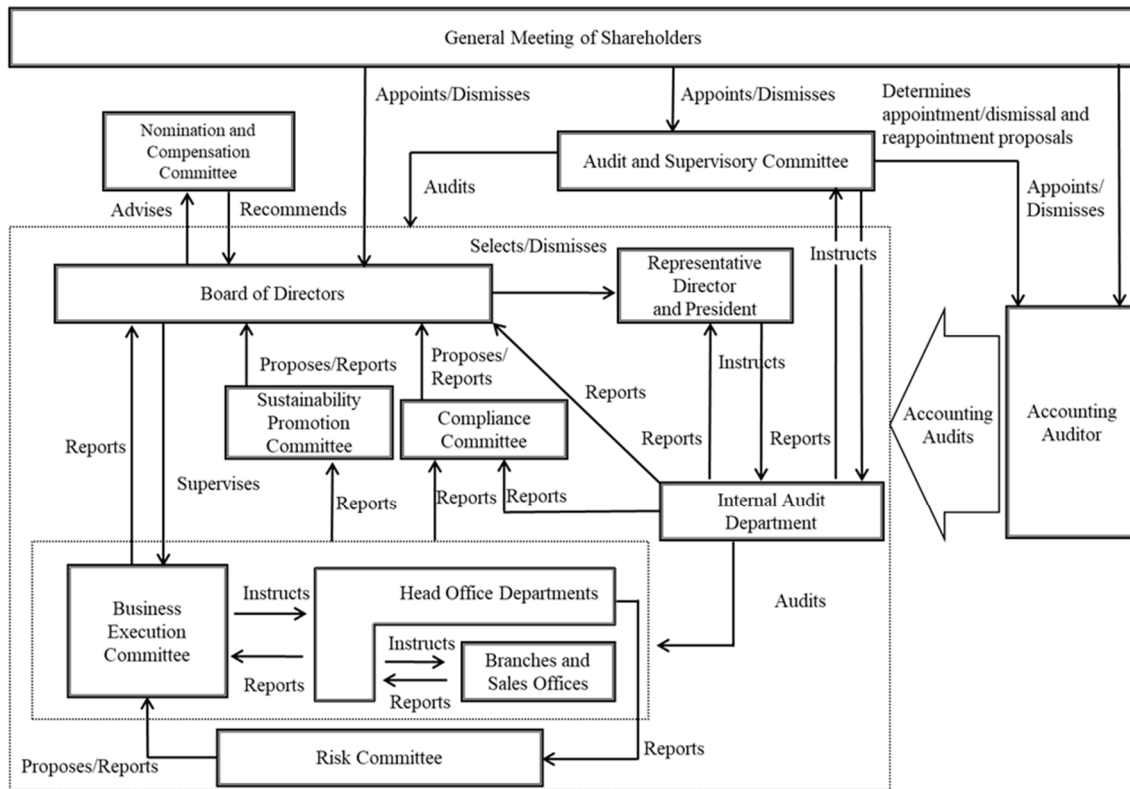 General Meeting of Shareholders
Appoints/Dismisses
Appoints/Dismisses
Determines
appointment/dismissal and
reappointment proposals
Nomination and
Compensation
Committee
Audit and Supervisory Committee
Audits
Appoints/
Dismisses
Advises
Recommends
Selects/Dismisses
Instructs
Board of Directors
Representative
Director
and President
Proposes/Reports
Proposes/
Reports
Instructs
Reports
Sustainability
Promotion
Committee
Compliance
Committee
Accounting
Audits
Accounting
Auditor
Reports
Reports
Reports
Supervises
Reports
Reports
Reports
Internal Audit
Department
Business
Execution
Committee
Instructs
Reports
Head Office Departments
Instructs
Reports
Branches and
Sales Offices
Audits
Reports
Risk Committee
Proposes/Reports